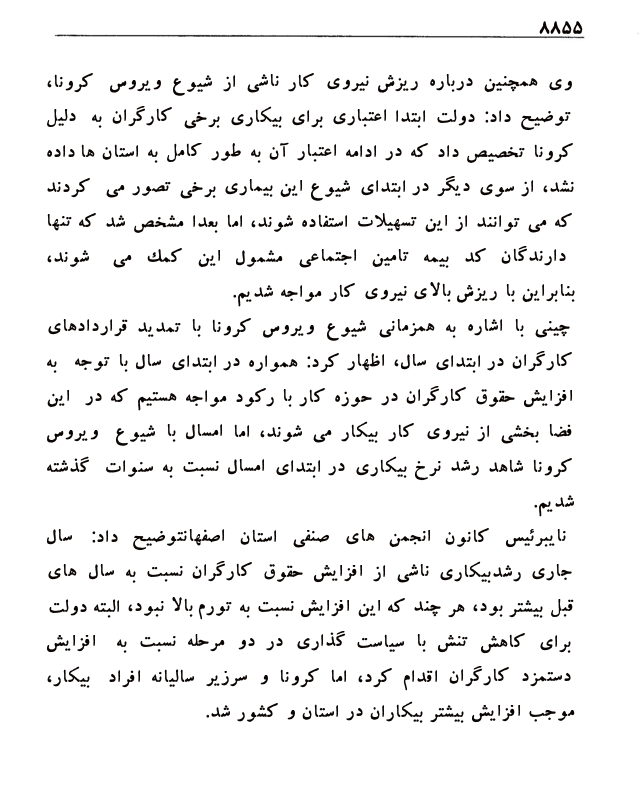 ۸۸۵۵
وی همچنین درباره ریزش نیروی کار ناشی از شیوع ویروس کرونا،
توضیح داد: دولت ابتدا اعتباری برای بیکاری برخی کارگران به دلیل
کرونا تخصیص داد که در ادامه اعتبار آن به طور کامل به استان ها داده
نشد، از سوی دیگر در ابتدای شیوع این بیماری برخی تصور می کردند
که می توانند از این تسهیلات استفاده شوند، اما بعدا مشخص شد که تنها
دارندگان کد بیمه تامین اجتماعی مشمول این کمك می شوند،
بنابراین با ریزش بالای نیروی کار مواجه شدیم.
چینی با اشاره به همزمانی شیوع ویروس کرونا با تمدید قراردادهای
کارگران در ابتدای سال، اظهار کرد: همواره در ابتدای سال با توجه به
افزایش حقوق کارگران در حوزه کار با رکود مواجه هستیم که در این
فضا بخشی از نیروی کار بیکار می شوند، اما امسال با شیوع ویروس
کرونا شاهد رشد نرخ بیکاری در ابتدای امسال نسبت به سنوات گذشته
شدیم.
نایبرئیس کانون انجمن های صنفی استان اصفهانتوضیح داد: سال
جاری رشدبیکاری ناشی از افزایش حقوق کارگران نسبت به سال های
قبل بیشتر بود، هر چند که این افزایش نسبت به تورم بالا نبود، البته دولت
برای کاهش تنش با سیاست گذاری در دو مرحله نسبت به افزایش
دستمزد کارگران اقدام کرد، اما کرونا و سرزیر سالیانه افراد بیکار،
موجب افزایش بیشتر بیکاران در استان و کشور شد.